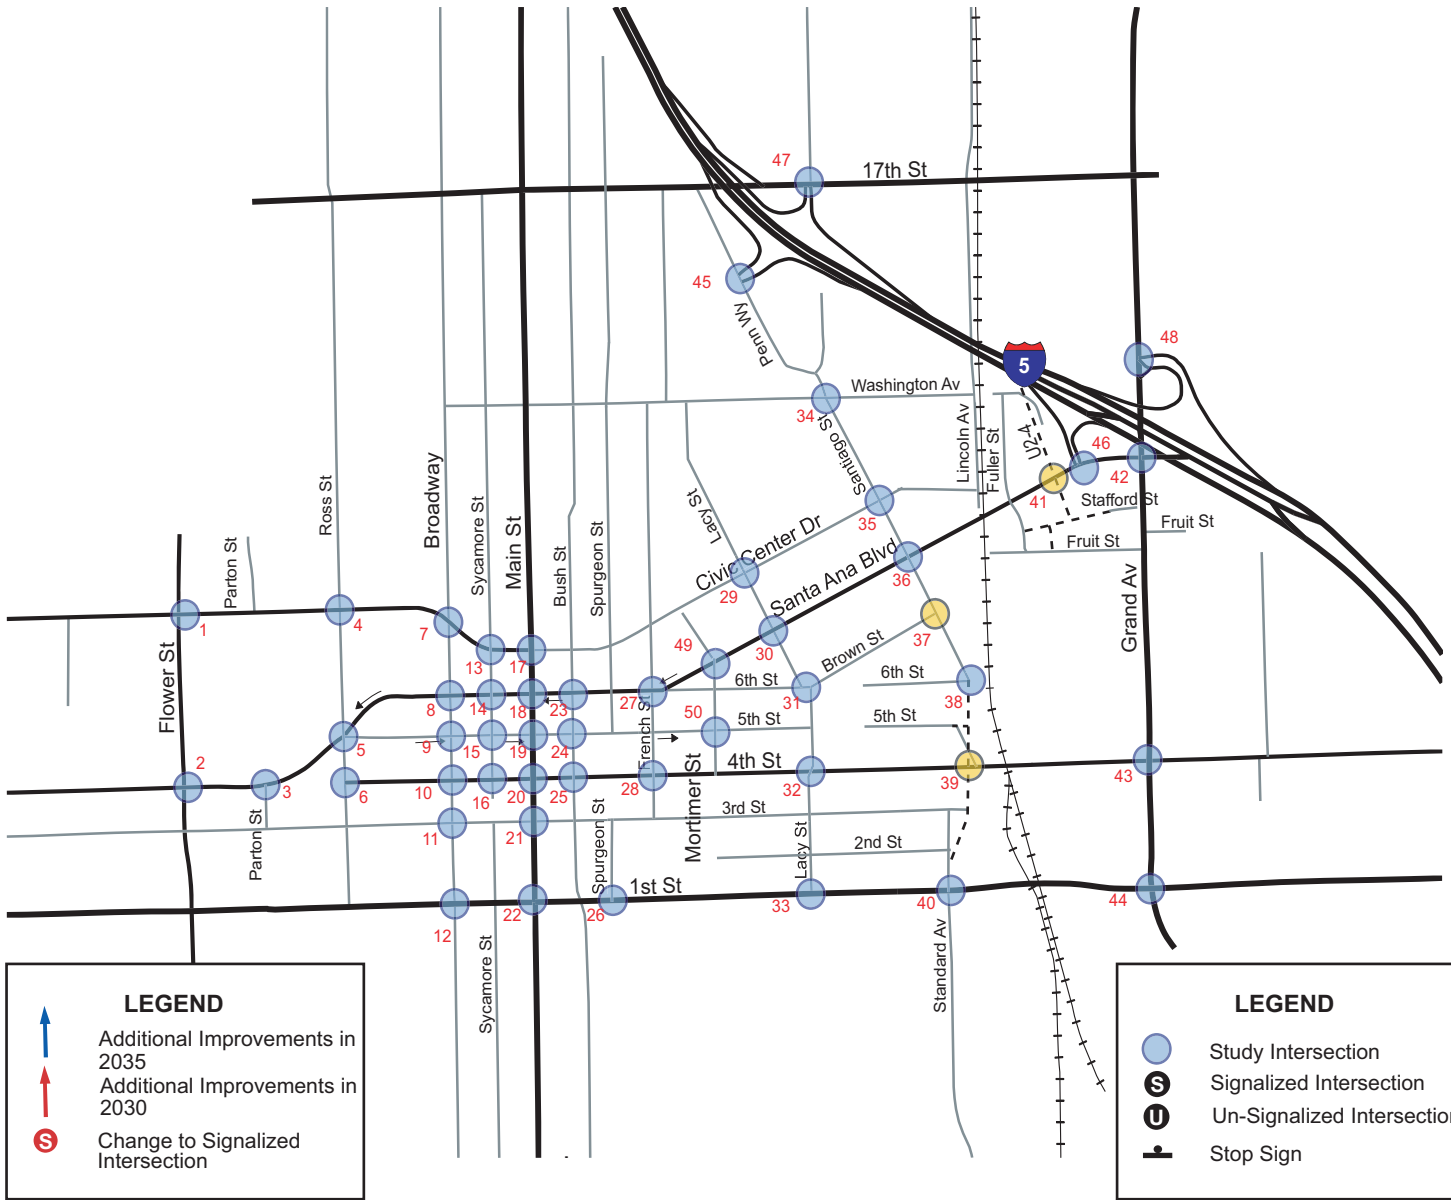 47
17th St
45
Penn Wy
48
5
Washington Av
34
Santiago St
Lincoln Av
Fuller St
U2-4
46
42
41
Stafford St
Fruit St
Fruit St
Ross St
Broadway
Sycamore St
Main St
Bush St
Spurgeon St
Lacy St
Civic Center Dr
35
Santa Ana Blvd
36
29
Parton St
1
4
7
13
17
Flower St
49
30
Brown St
37
Grand Av
8
14
18
23
27
6th St
31
6th St
38
French St
50
5th St
5th St
5
9
15
19
24
Mortimer St
4th St
2
3
6
10
16
20
25
28
32
39
43
Parton St
11
21
3rd St
Spurgeon St
Lacy St
2nd St
1st St
12
22
26
33
40
44
Sycamore St
Standard Av
LEGEND
Additional Improvements in
2035
Additional Improvements in
2030
S
Change to Signalized
Intersection
LEGEND
Study Intersection
S
Signalized Intersection
U
Un-Signalized Intersection
Stop Sign